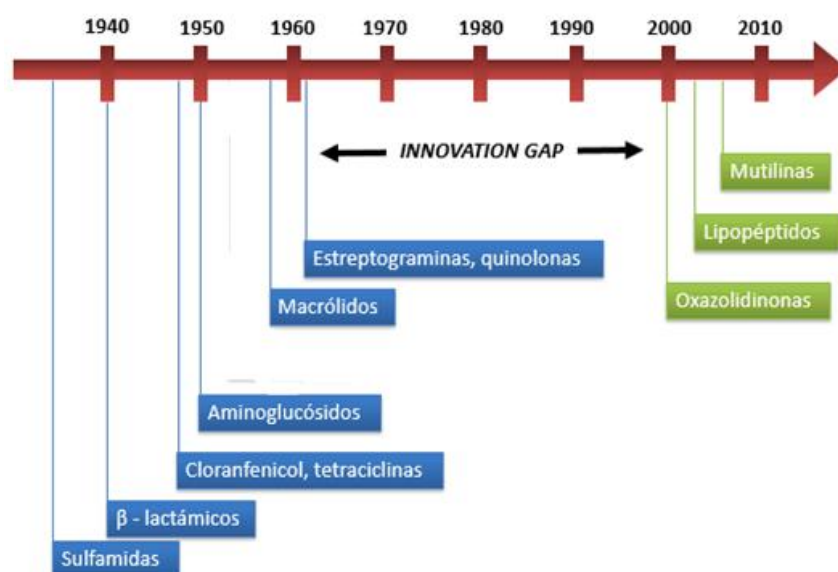 1940 1950 1960 1970 1980 1990 2000 2010
INNOVATION GAP
Mutilinas
Lipopéptidos
Estreptograminas, quinolonas
Macrólidos
Oxazolidinonas
Aminoglucósidos
Cloranfenicol, tetraciclinas
β - lactámicos
Sulfamidas